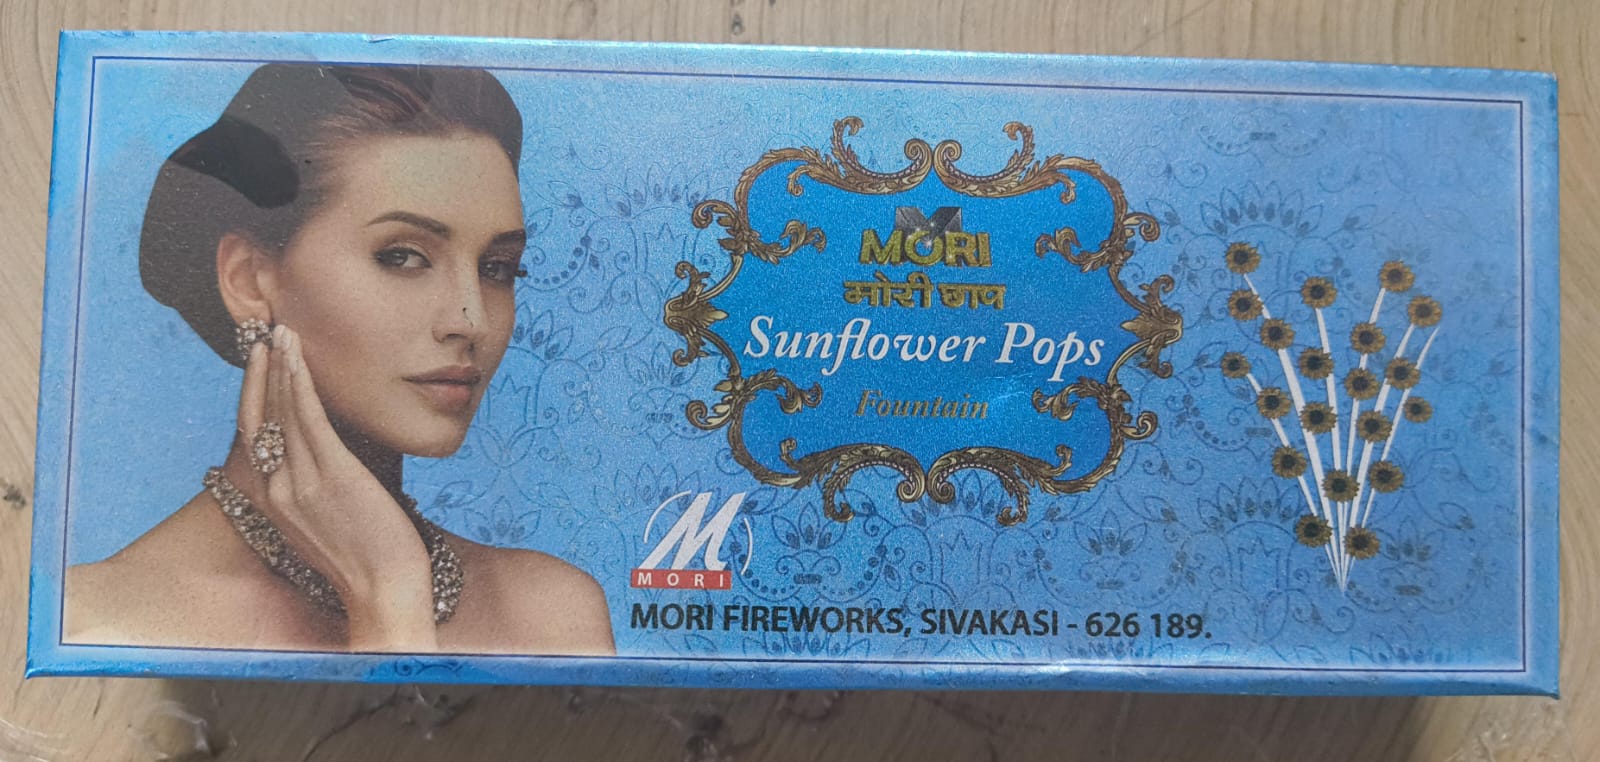 MORI
मोरी छाप
Sunflower Pops
Fountain
M
MORI
MORI FIREWORKS, SIVAKASI - 626 189.